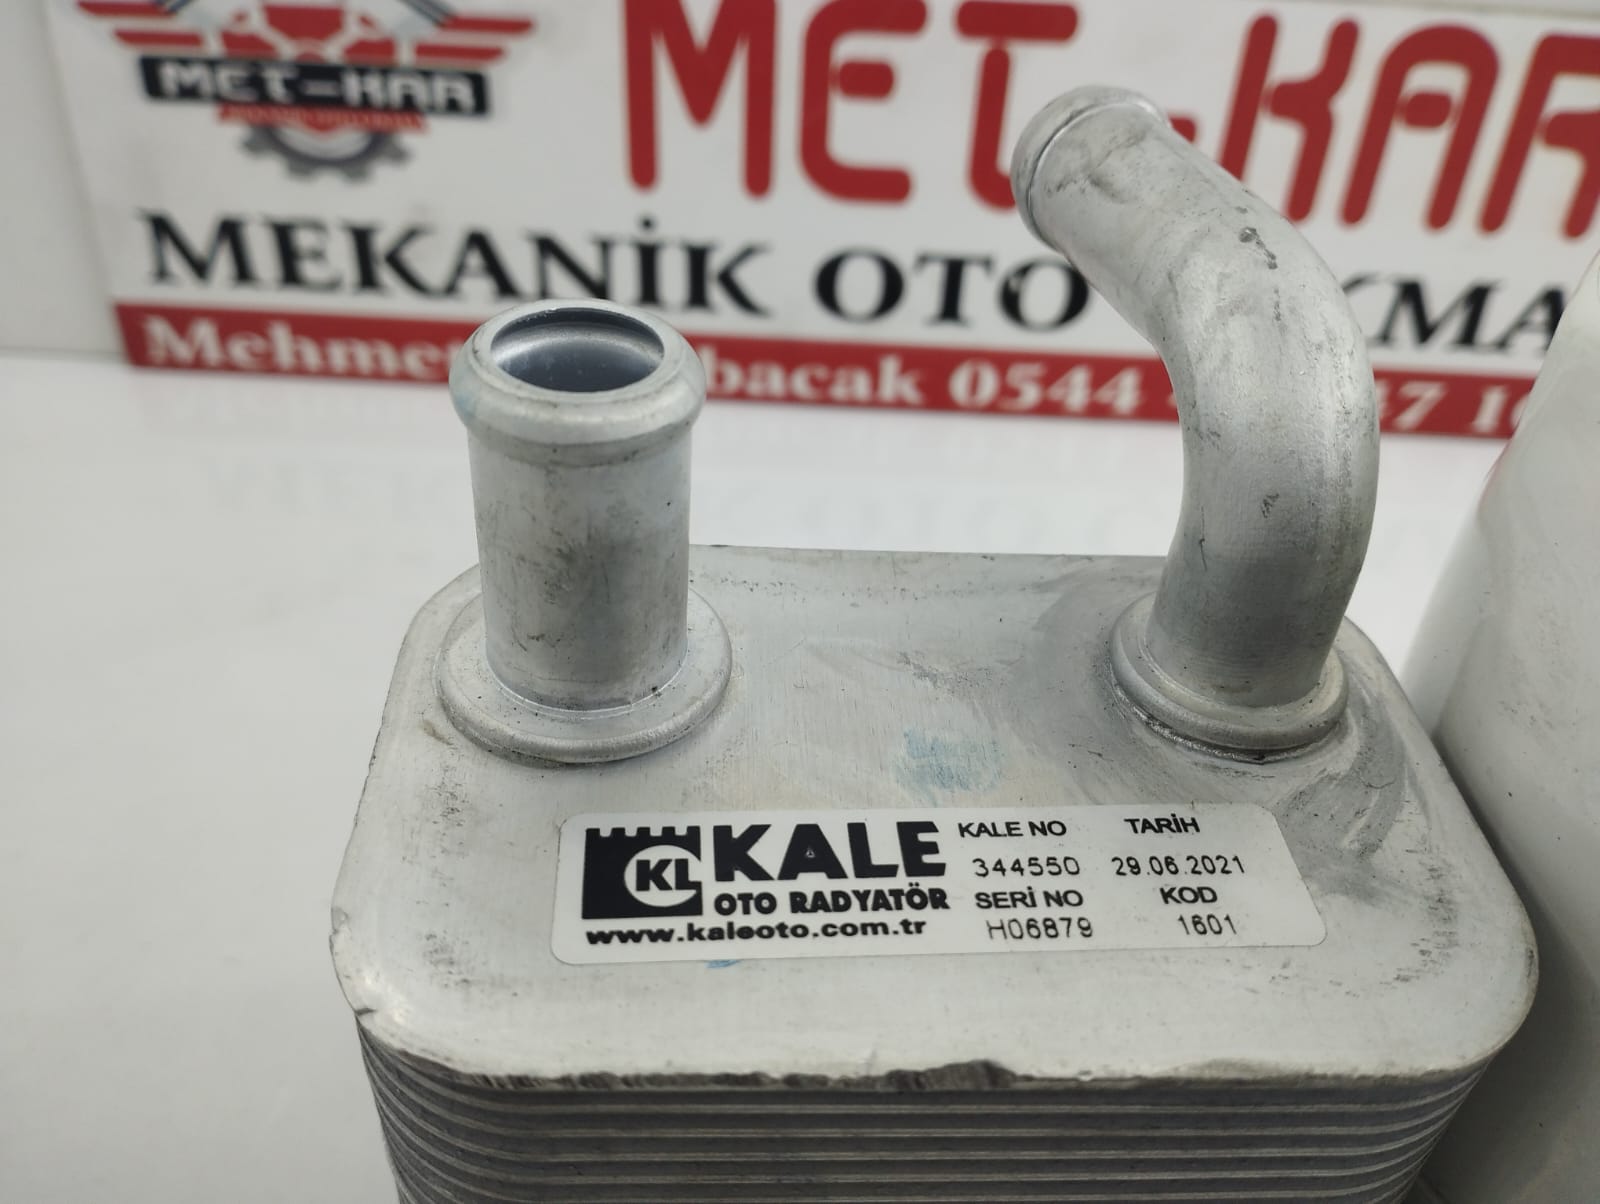 MET-KAR
MET-KAR
MEKANİK OTO
Mehmet
bacak 0544
KL
KALE
OTO RADYATÖR
www.kaleoto.com.tr
KALE NO TARİH
344550 29.06.2021
SERİ NO KOD
H06879 1601